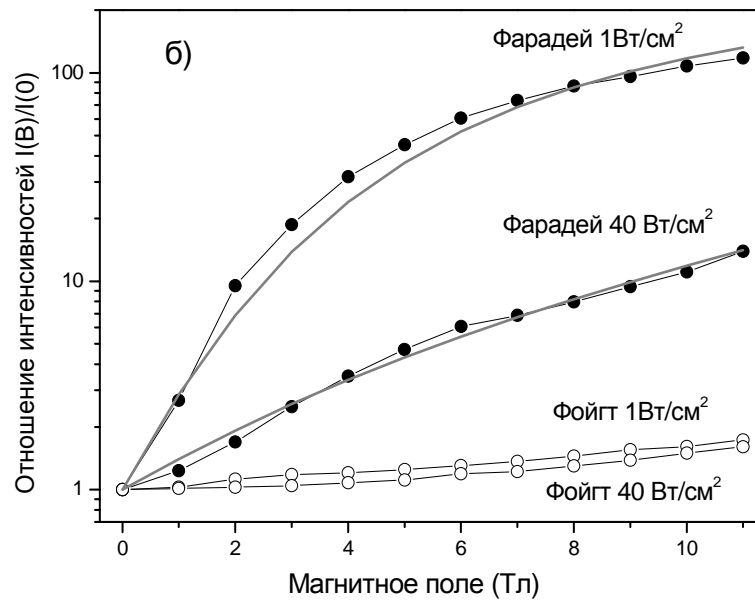 б)
Фарадей 1Вт/см²
Фарадей 40 Вт/см²
Фойгт 1Вт/см²
Фойгт 40 Вт/см²
Отношение интенсивностей I(B)/I(0)
100
10
1
0 2 4 6 8 10
Магнитное поле (Тл)